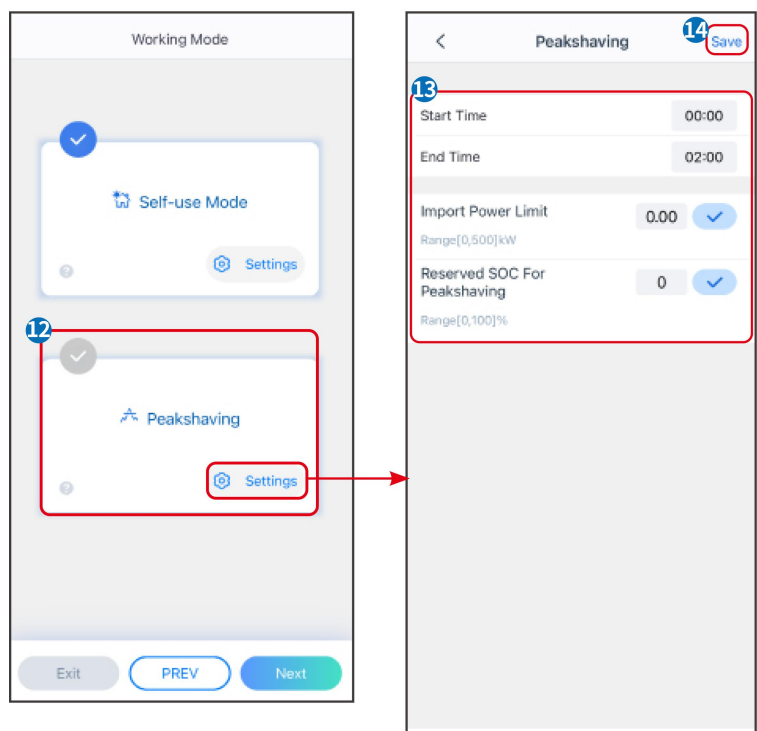 Working Mode
Self-use Mode
Settings
12
Peakshaving
Settings
Exit
PREV
Next
Peakshaving
14
Save
13
Start Time
00:00
End Time
02:00
Import Power Limit
0.00
Range[0,500]kW
Reserved SOC For
Peakshaving
0
Range[0,100]%